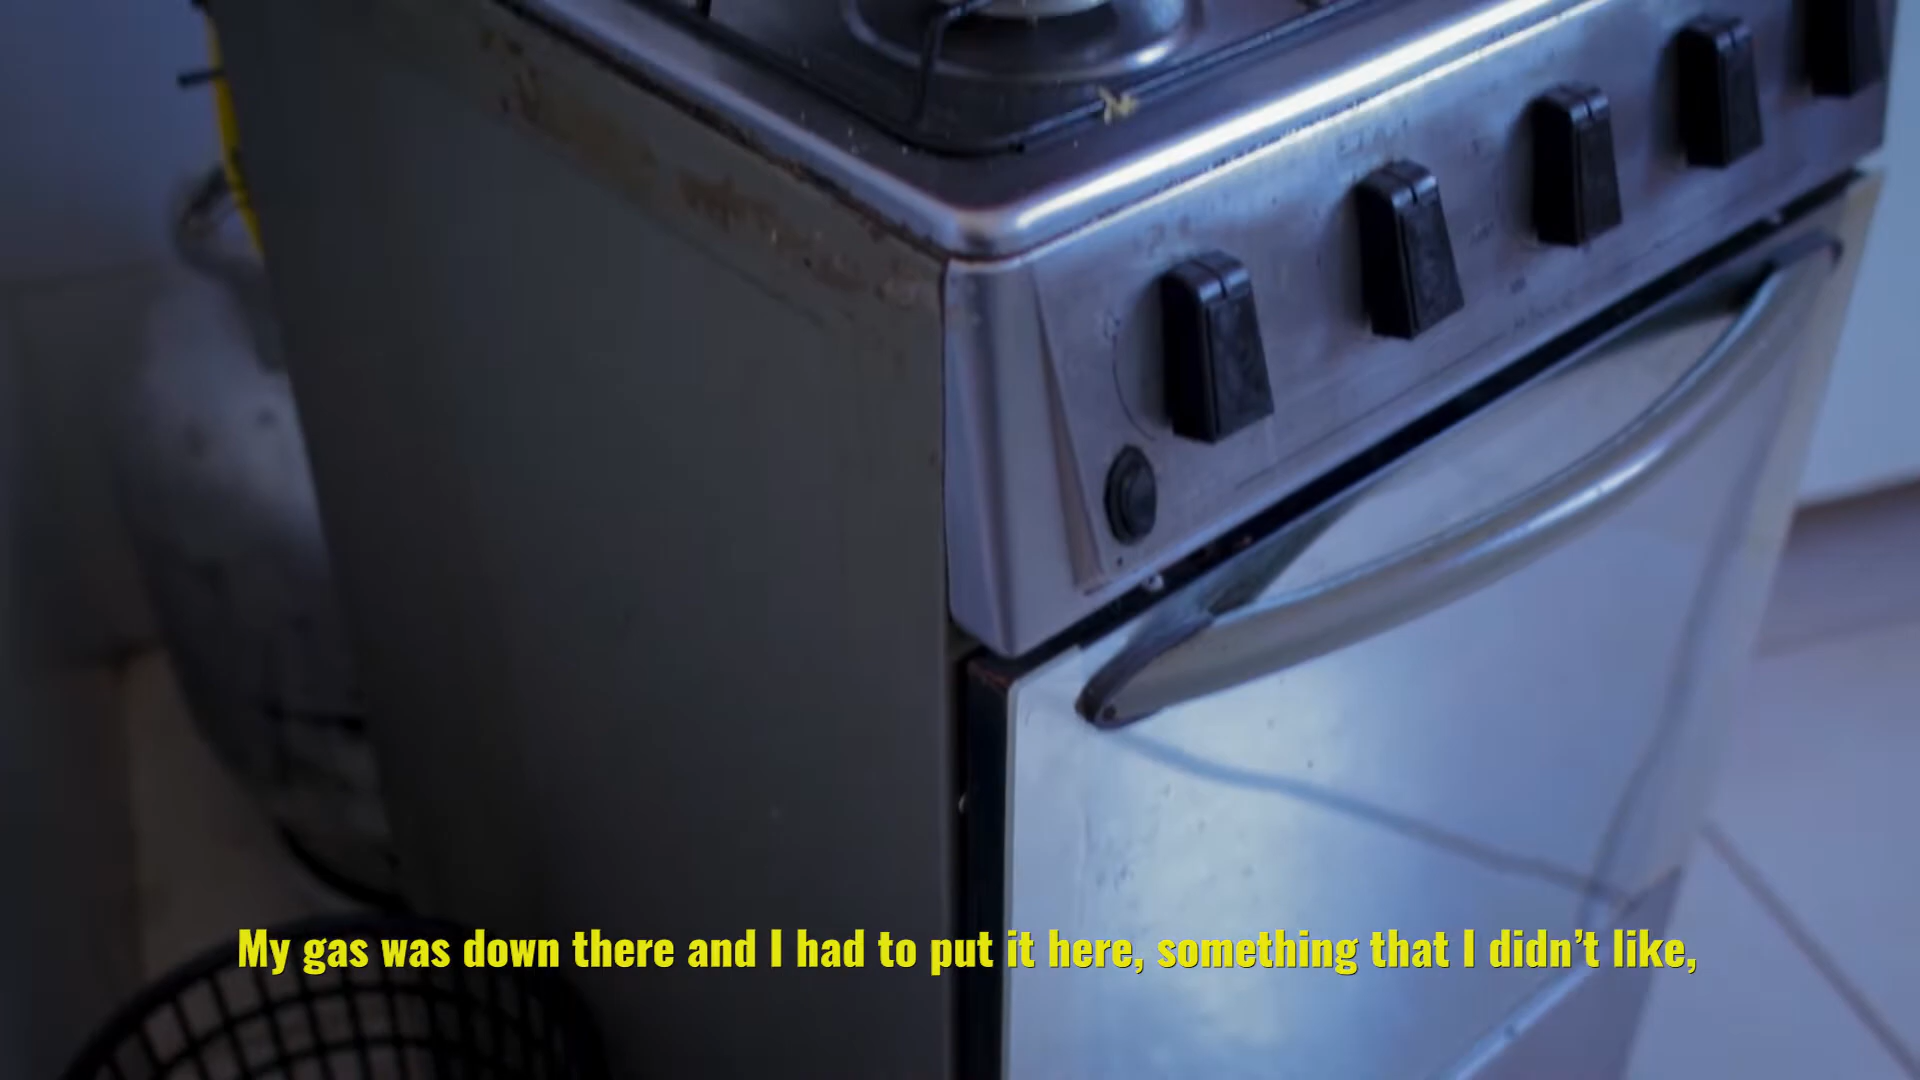 My gas was down there and I had to put it here, something that I didn’t like,